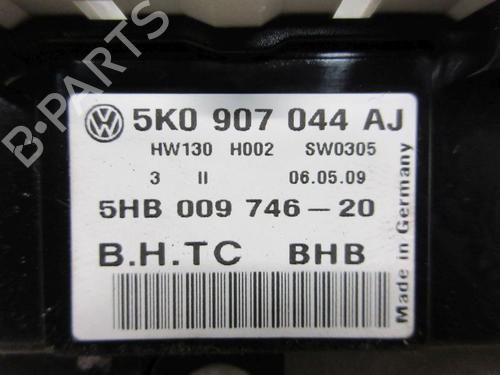 5K0 907 044 AJ
HW130 H002 SW0305
3 II 06.05.09
5HB 009 746-20
B.H.TC BHB
Made in Germany
B-PARTS